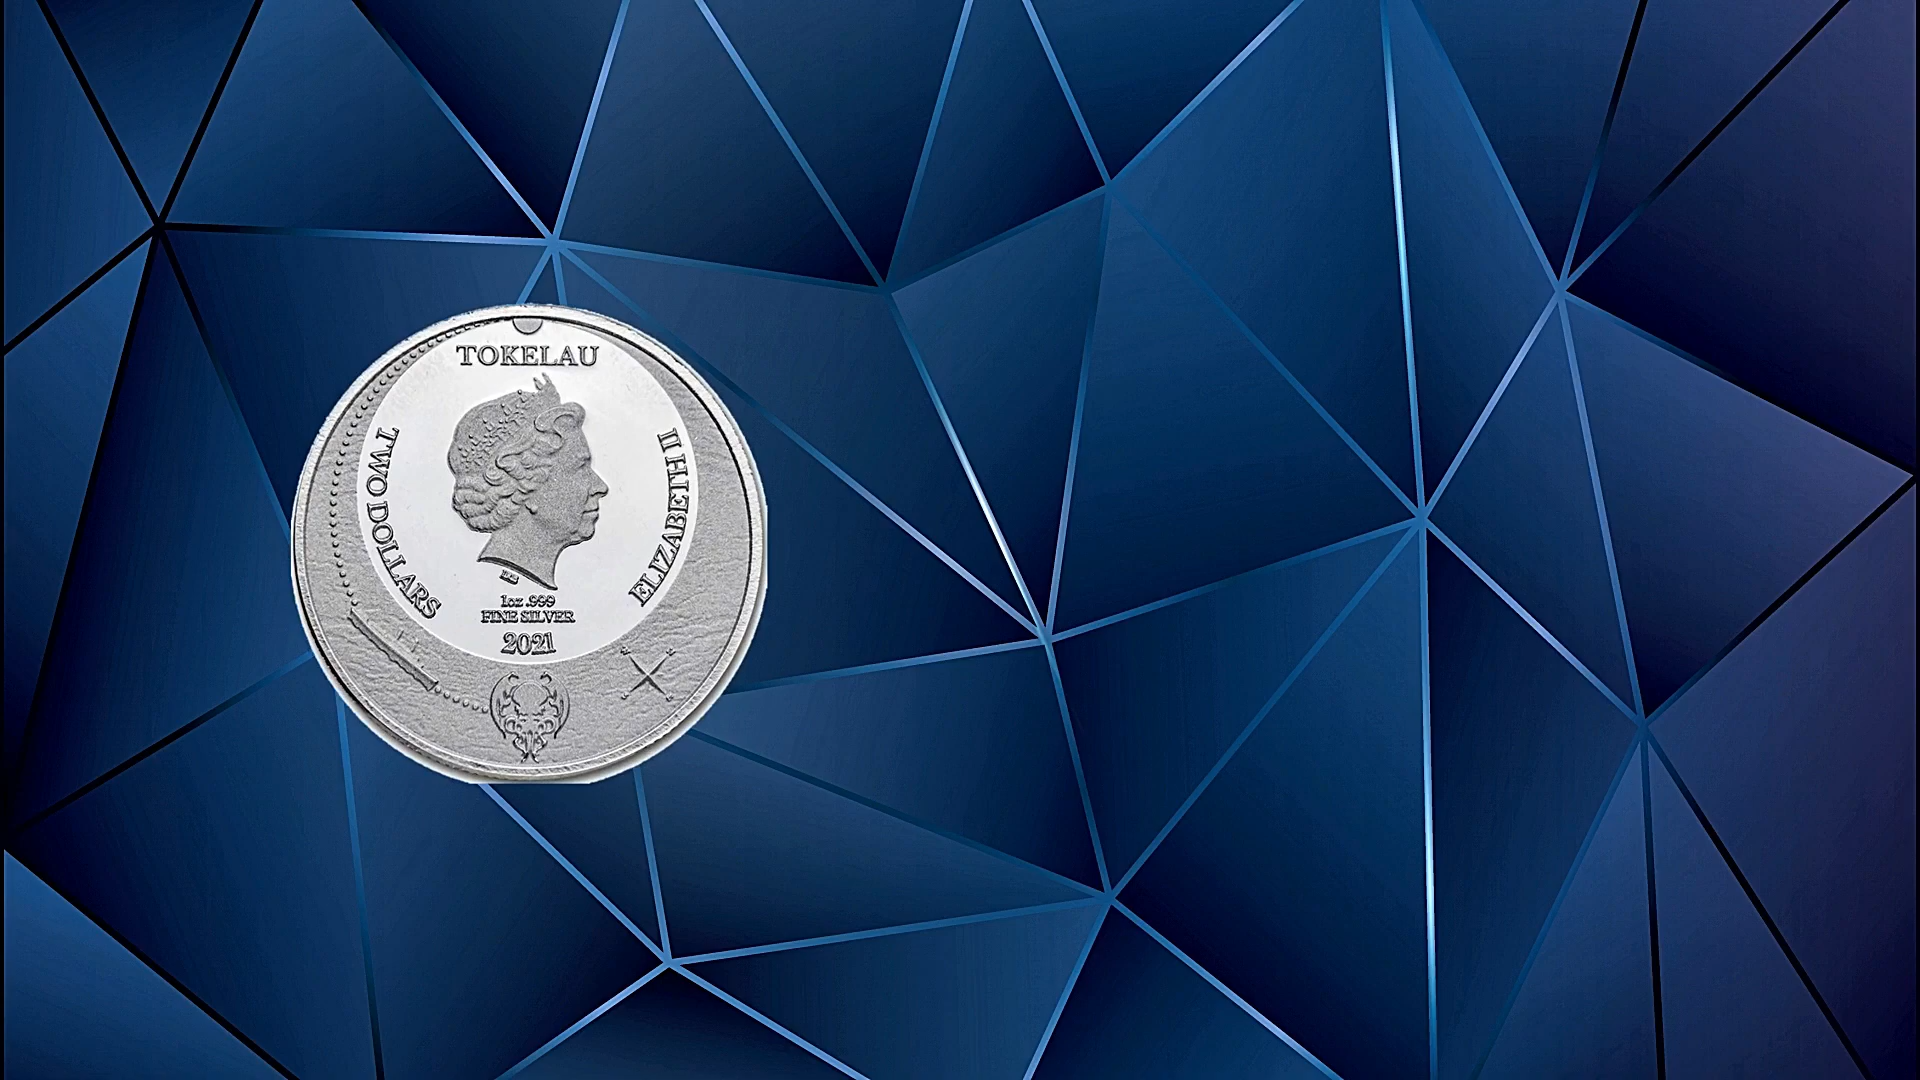 TOKELAU
TWO DOLLARS
ELIZABETH II
1oz .999
FINE SILVER
2021